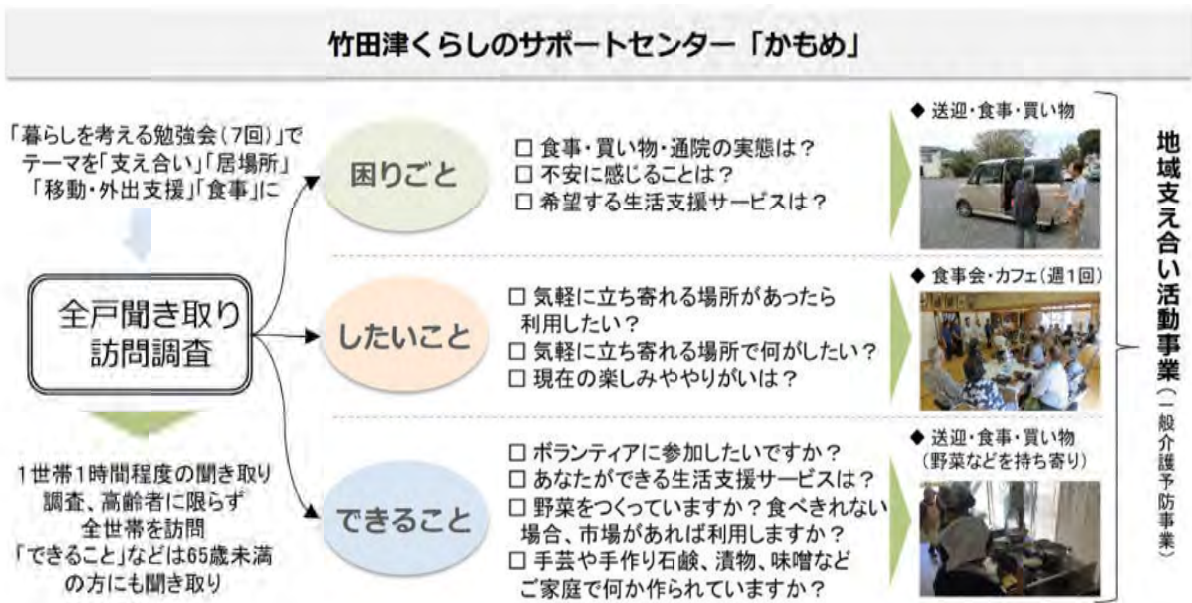 竹田津くらしのサポートセンター「かもめ」
「暮らしを考える勉強会(7回)」で
テーマを「支え合い」「居場所」
「移動・外出支援」「食事」に
全戸聞き取り
訪問調査
1世帯1時間程度の聞き取り
調査、高齢者に限らず
全世帯を訪問
「できること」などは65歳未満
の方にも聞き取り
困りごと
□ 食事・買い物・通院の実態は?
□ 不安に感じることは?
□ 希望する生活支援サービスは?
◆ 送迎・食事・買い物
したいこと
□ 気軽に立ち寄れる場所があったら
利用したい?
□ 気軽に立ち寄れる場所で何がしたい?
□ 現在の楽しみややりがいは?
◆ 食事会・カフェ(週1回)
できること
□ ボランティアに参加したいですか?
□ あなたができる生活支援サービスは?
□ 野菜をつくっていますか?食べきれない
場合、市場があれば利用しますか?
□ 手芸や手作り石鹸、漬物、味噌など
ご家庭で何か作られていますか?
◆ 送迎・食事・買い物
(野菜などを持ち寄り)
地域支え合い活動事業(一般介護予防事業)